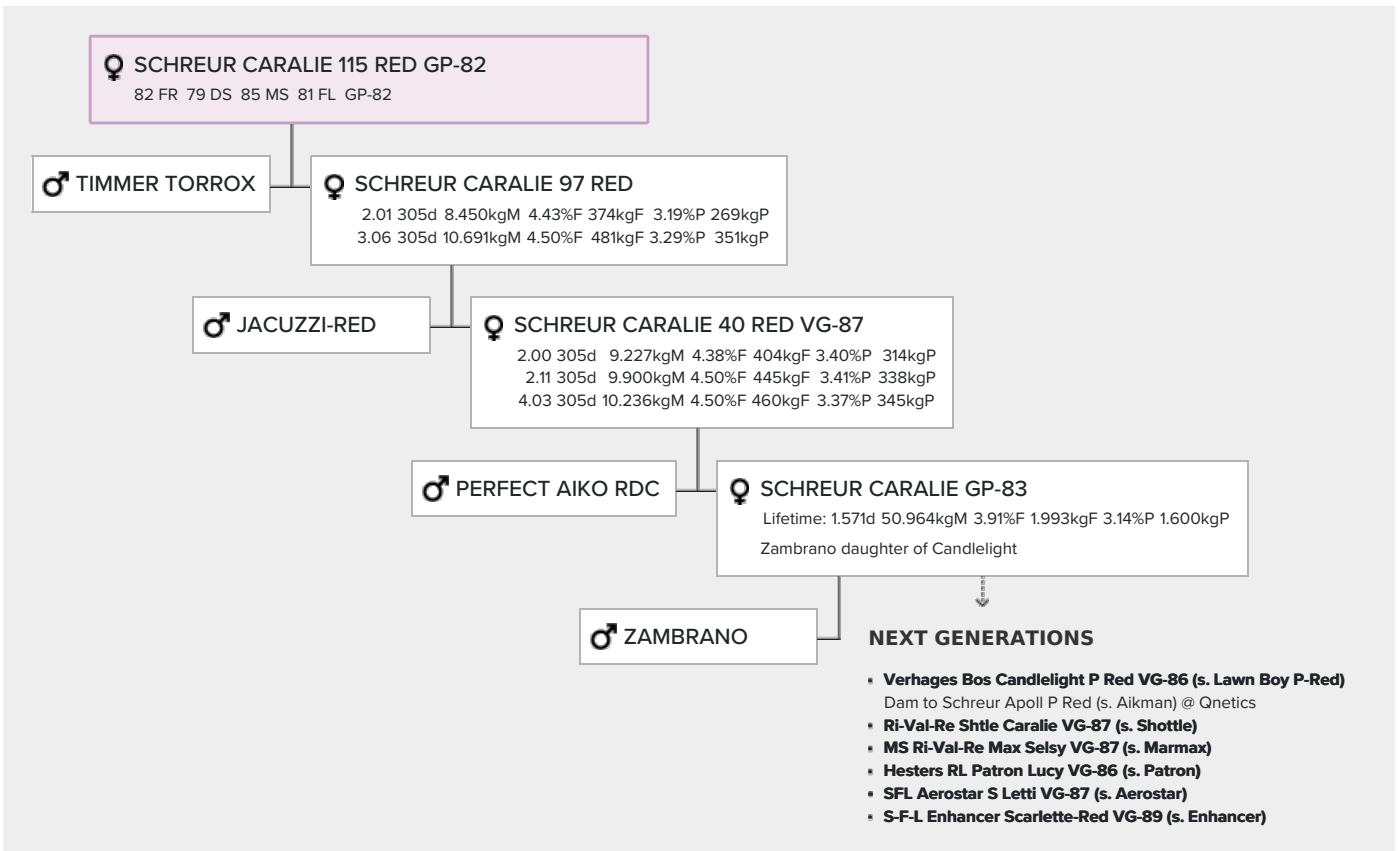 SCHREUR CARALIE 115 RED GP-82
82 FR 79 DS 85 MS 81 FL GP-82
TIMMER TORROX
SCHREUR CARALIE 97 RED
2.01 305d 8.450kgM 4.43%F 374kgF 3.19%P 269kgP
3.06 305d 10.691kgM 4.50%F 481kgF 3.29%P 351kgP
JACUZZI-RED
SCHREUR CARALIE 40 RED VG-87
2.00 305d 9.227kgM 4.38%F 404kgF 3.40%P 314kgP
2.11 305d 9.900kgM 4.50%F 445kgF 3.41%P 338kgP
4.03 305d 10.236kgM 4.50%F 460kgF 3.37%P 345kgP
PERFECT AIKO RDC
SCHREUR CARALIE GP-83
Lifetime: 1.571d 50.964kgM 3.91%F 1.993kgF 3.14%P 1.600kgP
Zambrano daughter of Candlelight
ZAMBRANO
NEXT GENERATIONS
▪ Verhages Bos Candlelight P Red VG-86 (s. Lawn Boy P-Red)
Dam to Schreur Apoll P Red (s. Aikman) @ Qnetics
▪ Ri-Val-Re Shtle Caralie VG-87 (s. Shottle)
▪ MS Ri-Val-Re Max Selsy VG-87 (s. Marmax)
▪ Hesters RL Patron Lucy VG-86 (s. Patron)
▪ SFL Aerostar S Letti VG-87 (s. Aerostar)
▪ S-F-L Enhancer Scarlette-Red VG-89 (s. Enhancer)